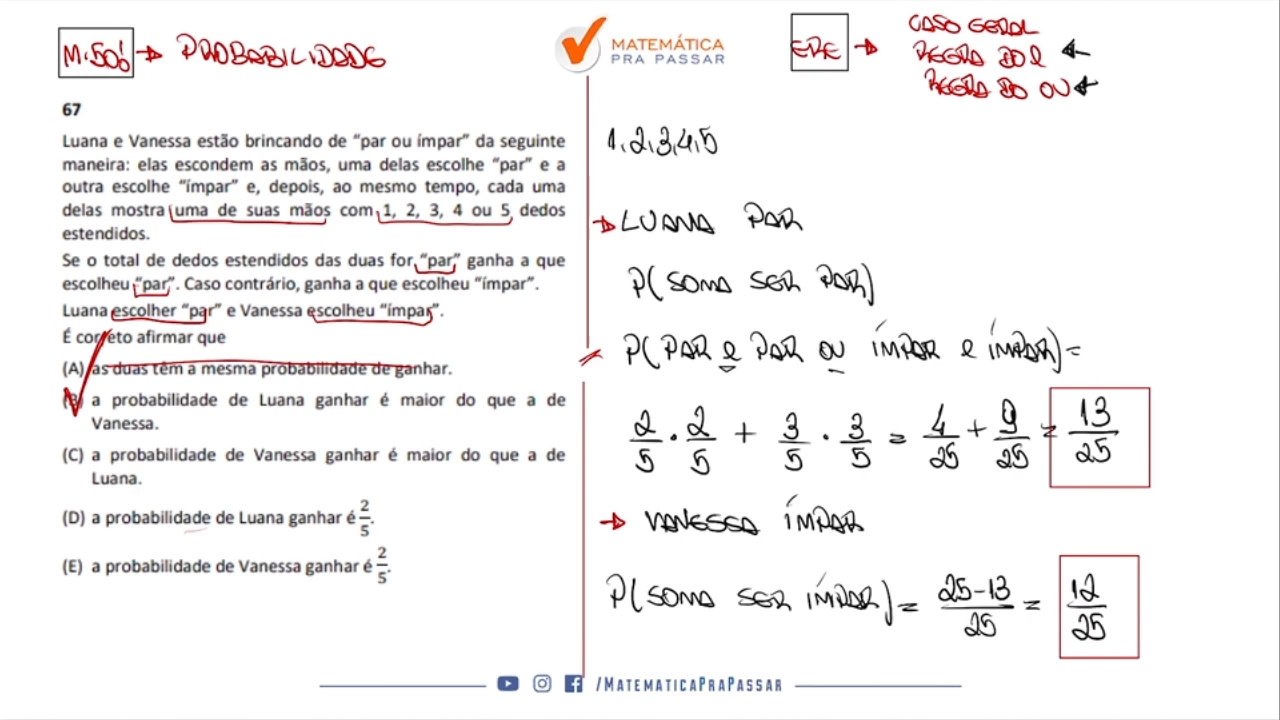 M.SÓ! → PROBABILIDADE
MATEMÁTICA
PRA PASSAR
→
CASO GERAL
REGRA DO E ←
REGRA DO OU ←
67
Luana e Vanessa estão brincando de “par ou ímpar” da seguinte
maneira: elas escondem as mãos, uma delas escolhe “par” e a
outra escolhe “ímpar” e, depois, ao mesmo tempo, cada uma
delas mostra uma de suas mãos com 1, 2, 3, 4 ou 5 dedos
estendidos.
Se o total de dedos estendidos das duas for “par” ganha a que
escolheu “par”. Caso contrário, ganha a que escolheu “ímpar”.
Luana escolher “par” e Vanessa escolheu “ímpar”.
É correto afirmar que
(A) as duas têm a mesma probabilidade de ganhar.
(B) a probabilidade de Luana ganhar é maior do que a de
Vanessa.
(C) a probabilidade de Vanessa ganhar é maior do que a de
Luana.
(D) a probabilidade de Luana ganhar é 2/5.
(E) a probabilidade de Vanessa ganhar é 2/5.
1,2,3,4,5
→ LUANA PAR
P(SOMA SER PAR)
P(PAR e PAR OU ÍMPAR e ÍMPAR) =
2/5 . 2/5 + 3/5 . 3/5 = 4/25 + 9/25 = 13/25
→ VANESSA ÍMPAR
P(SOMA SER ÍMPAR) = 25-13/25 = 12/25
/MATEMATICAPRAPASSAR